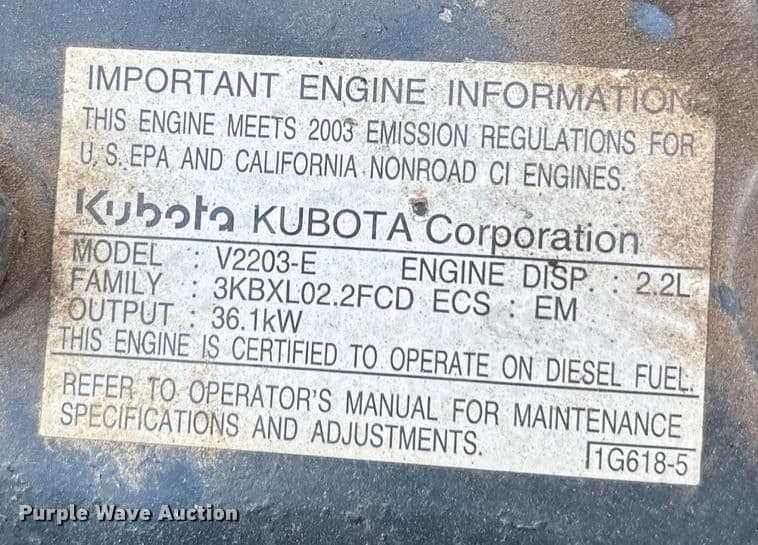 IMPORTANT ENGINE INFORMATION
THIS ENGINE MEETS 2003 EMISSION REGULATIONS FOR
U.S.EPA AND CALIFORNIA NONROAD CI ENGINES.
Kubota KUBOTA Corporation
MODEL : V2203-E ENGINE DISP. : 2.2L
FAMILY : 3KBXL02.2FCD ECS : EM
OUTPUT : 36.1kW
THIS ENGINE IS CERTIFIED TO OPERATE ON DIESEL FUEL.
REFER TO OPERATOR'S MANUAL FOR MAINTENANCE
SPECIFICATIONS AND ADJUSTMENTS.
1G618-5
Purple Wave Auction